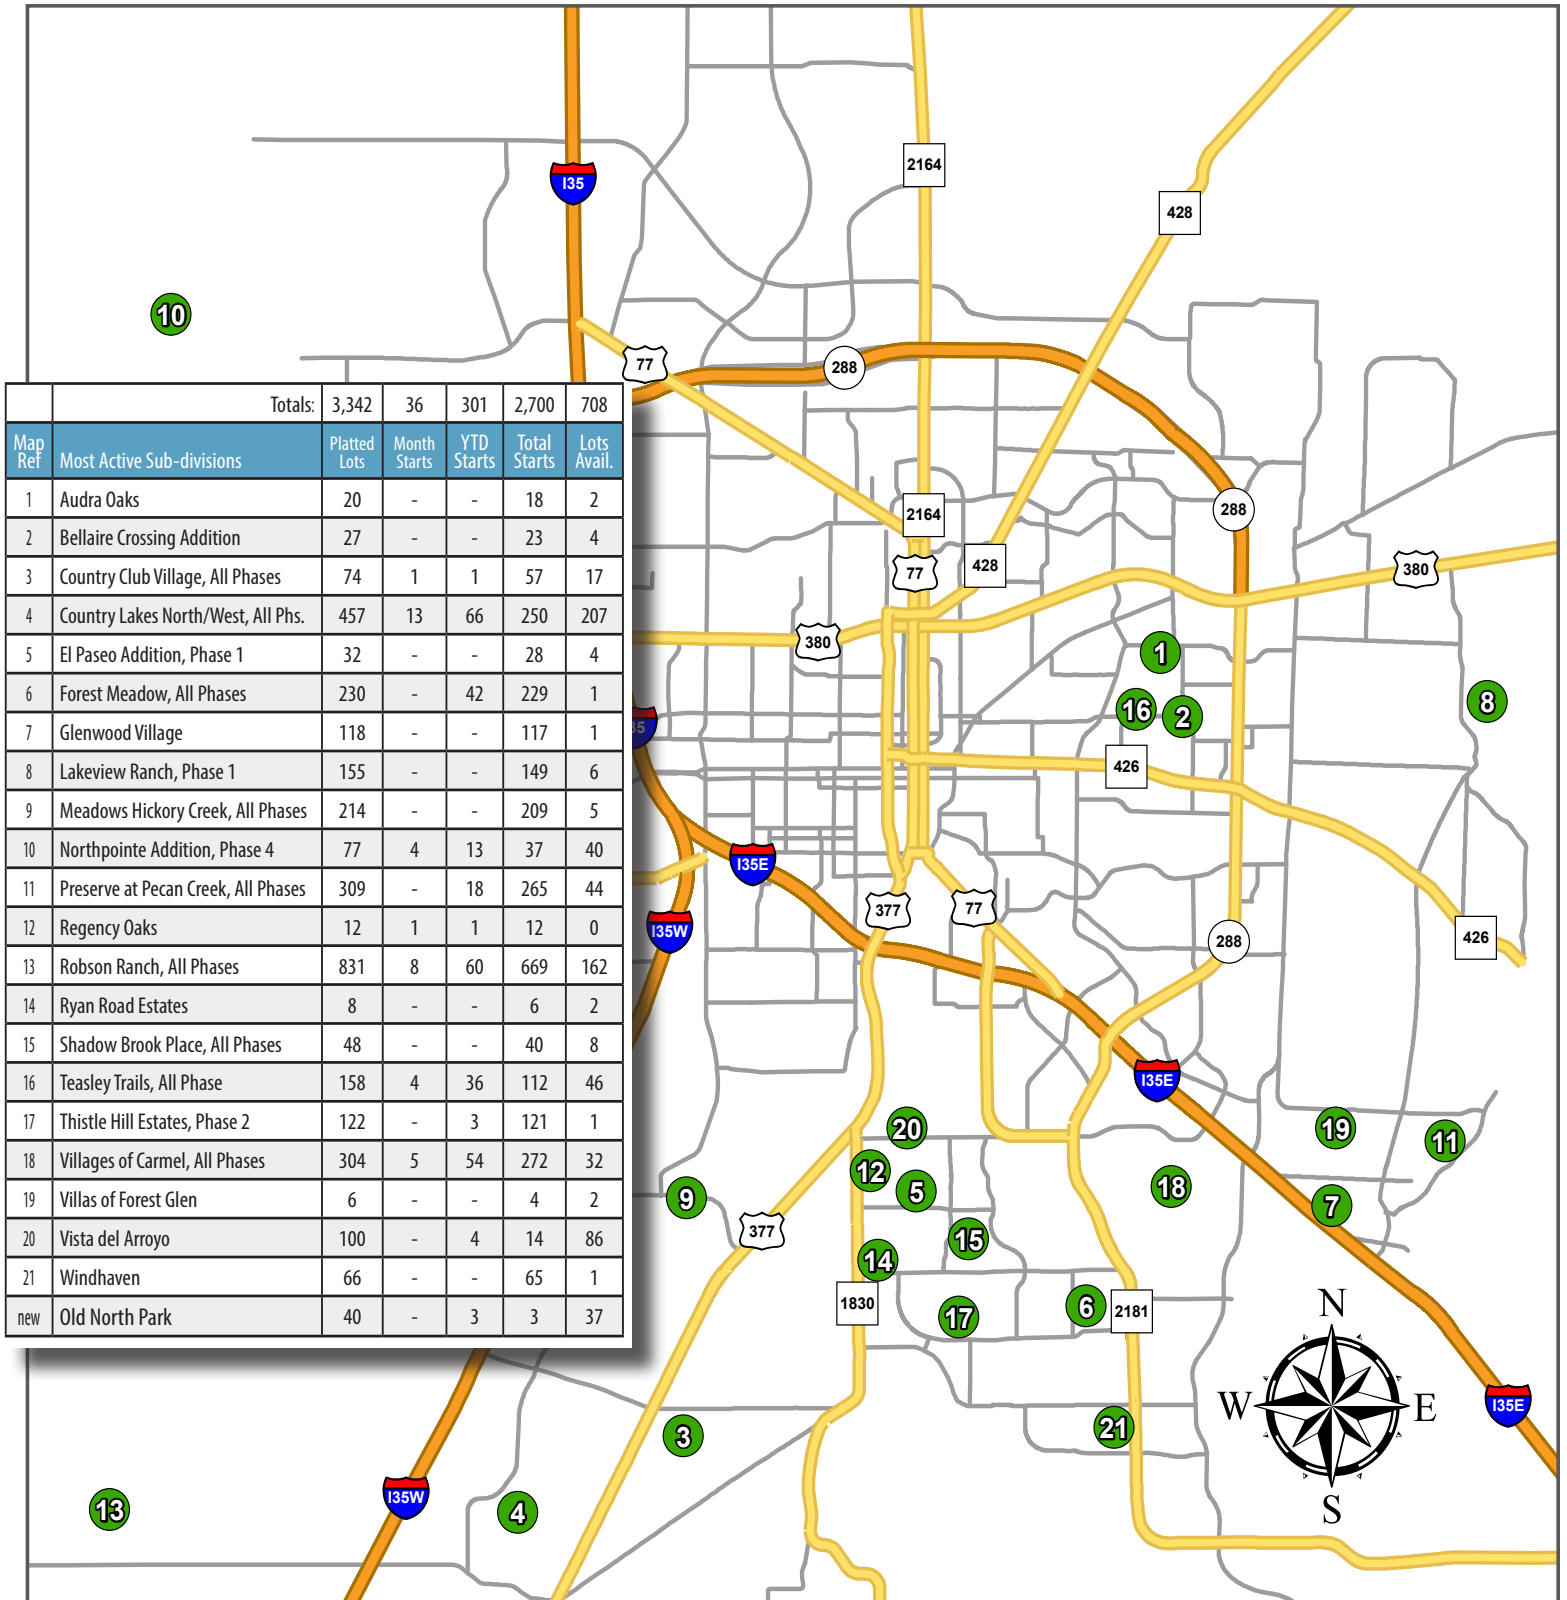 2164
I35
428
10
77
288
Totals: 3,342 36 301 2,700 708
Map Ref Most Active Sub-divisions Platted Lots Month Starts YTD Starts Total Starts Lots Avail.
1 Audra Oaks 20 - - 18 2
2 Bellaire Crossing Addition 27 - - 23 4
3 Country Club Village, All Phases 74 1 1 57 17
4 Country Lakes North/West, All Phs. 457 13 66 250 207
5 El Paseo Addition, Phase 1 32 - - 28 4
6 Forest Meadow, All Phases 230 - 42 229 1
7 Glenwood Village 118 - - 117 1
8 Lakeview Ranch, Phase 1 155 - - 149 6
9 Meadows Hickory Creek, All Phases 214 - - 209 5
10 Northpointe Addition, Phase 4 77 4 13 37 40
11 Preserve at Pecan Creek, All Phases 309 - 18 265 44
12 Regency Oaks 12 1 1 12 0
13 Robson Ranch, All Phases 831 8 60 669 162
14 Ryan Road Estates 8 - - 6 2
15 Shadow Brook Place, All Phases 48 - - 40 8
16 Teasley Trails, All Phase 158 4 36 112 46
17 Thistle Hill Estates, Phase 2 122 - 3 121 1
18 Villages of Carmel, All Phases 304 5 54 272 32
19 Villas of Forest Glen 6 - - 4 2
20 Vista del Arroyo 100 - 4 14 86
21 Windhaven 66 - - 65 1
new Old North Park 40 - 3 3 37
2164
288
77
428
380
380
1
8
16
2
35
426
I35E
377
77
I35W
288
426
I35E
20
19
11
12
5
18
9
7
377
15
14
1830
17
6
2181
N
W
E
S
I35E
21
3
I35W
13
4